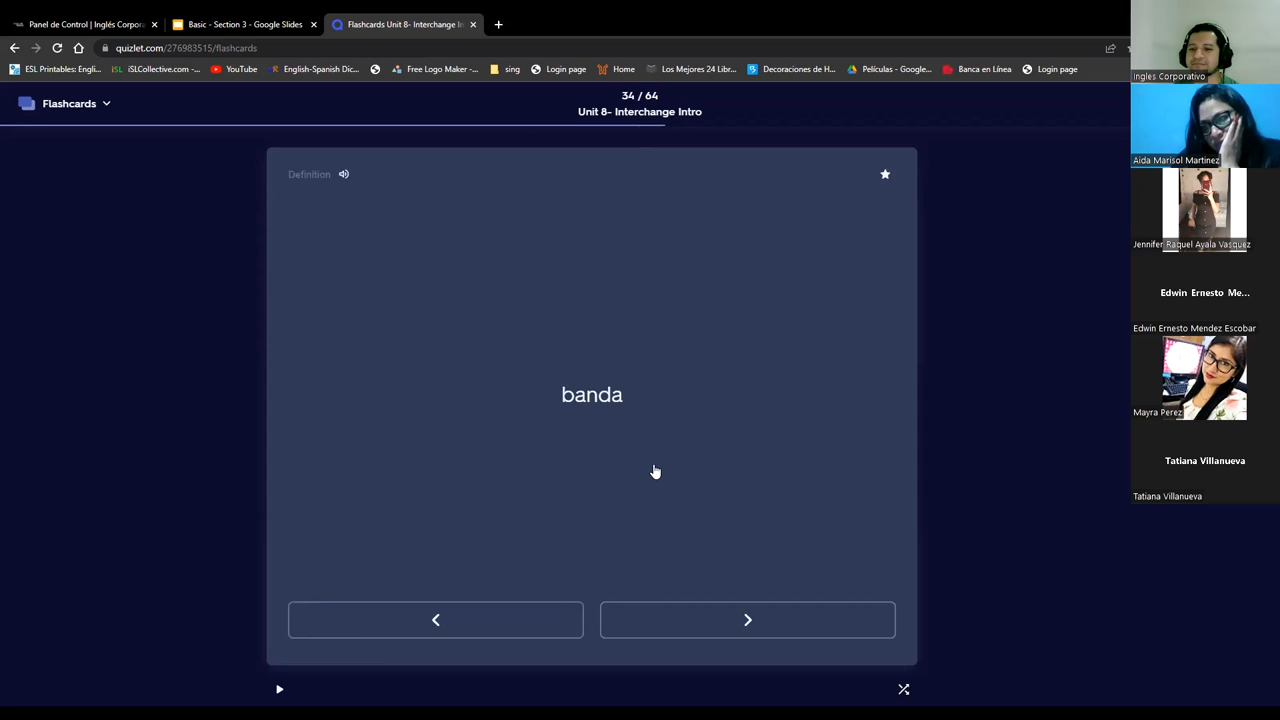 Panel de Control | Inglés Corpora
Basic - Section 3 - Google Slides
Flashcards Unit 8- Interchange In
quizlet.com/276983515/flashcards
ESL Printables: Engli...
iSLCollective.com -...
YouTube
English-Spanish Dic...
Free Logo Maker -...
sing
Login page
Home
Los Mejores 24 Libr...
Decoraciones de H...
Películas - Google...
Banca en Línea
Login page
Flashcards
34 / 64
Unit 8- Interchange Intro
Definition
banda
Ingles Corporativo
Aida Marisol Martinez
Jennifer Raquel Ayala Vasquez
Edwin Ernesto Me...
Edwin Ernesto Mendez Escobar
Mayra Perez
Tatiana Villanueva
Tatiana Villanueva